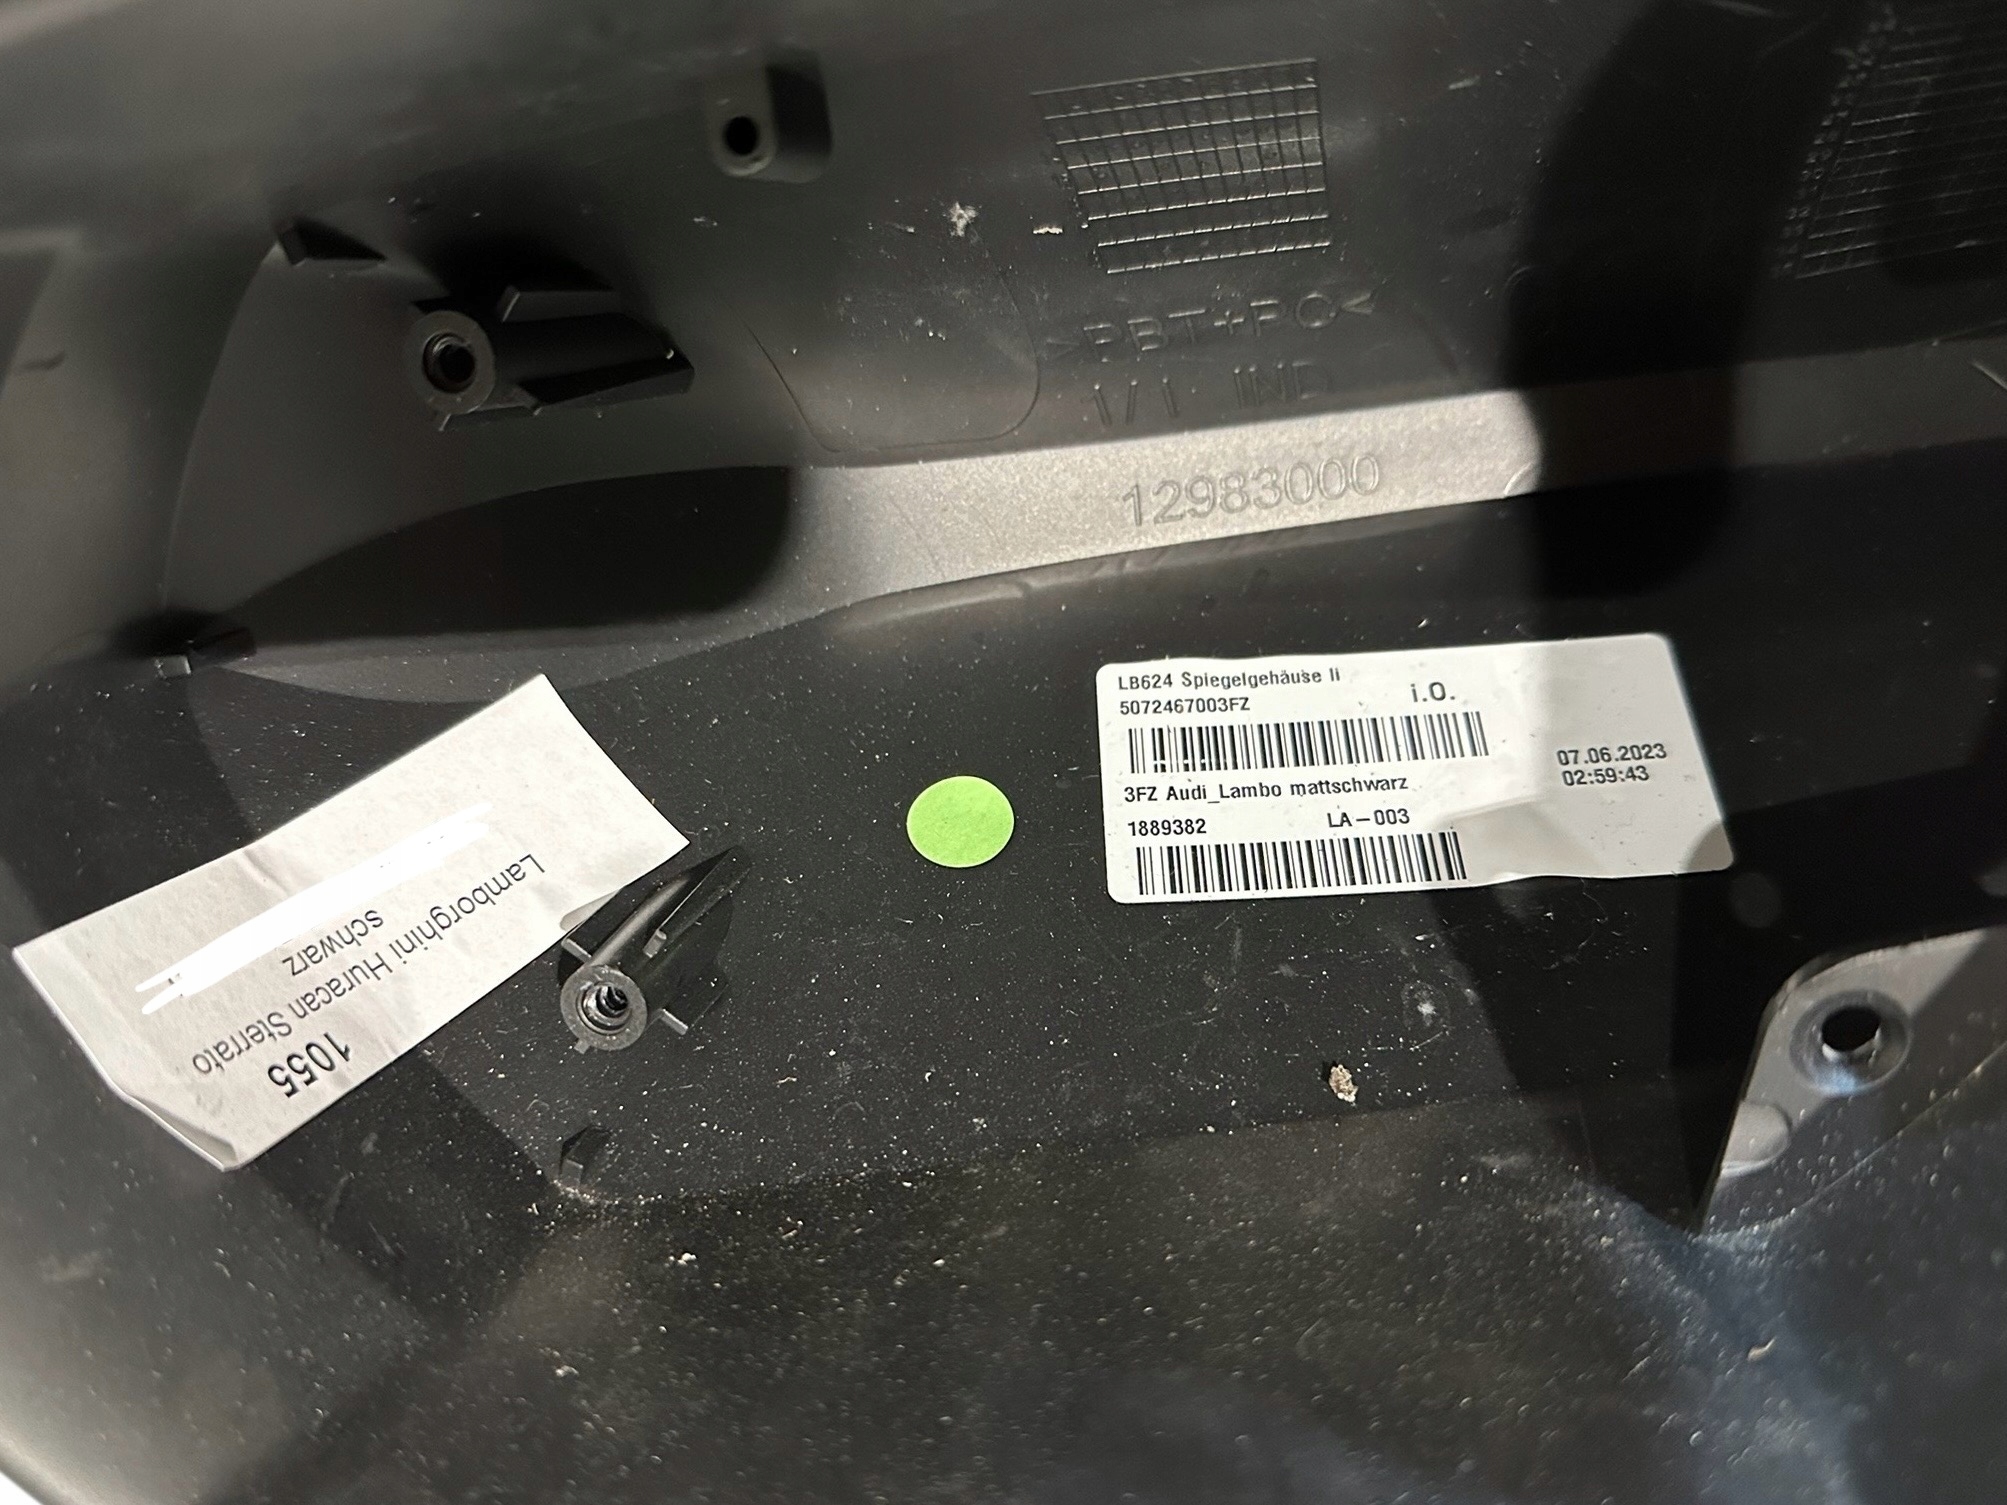 >PBT+PC<
1/1 IND
12983000
LB624 Spiegelgehäuse li
5072467003FZ
i.O.
07.06.2023
02:59:43
3FZ Audi_Lambo mattschwarz
1889382
LA-003
1055
Lamborghini Huracan Sterrato
schwarz